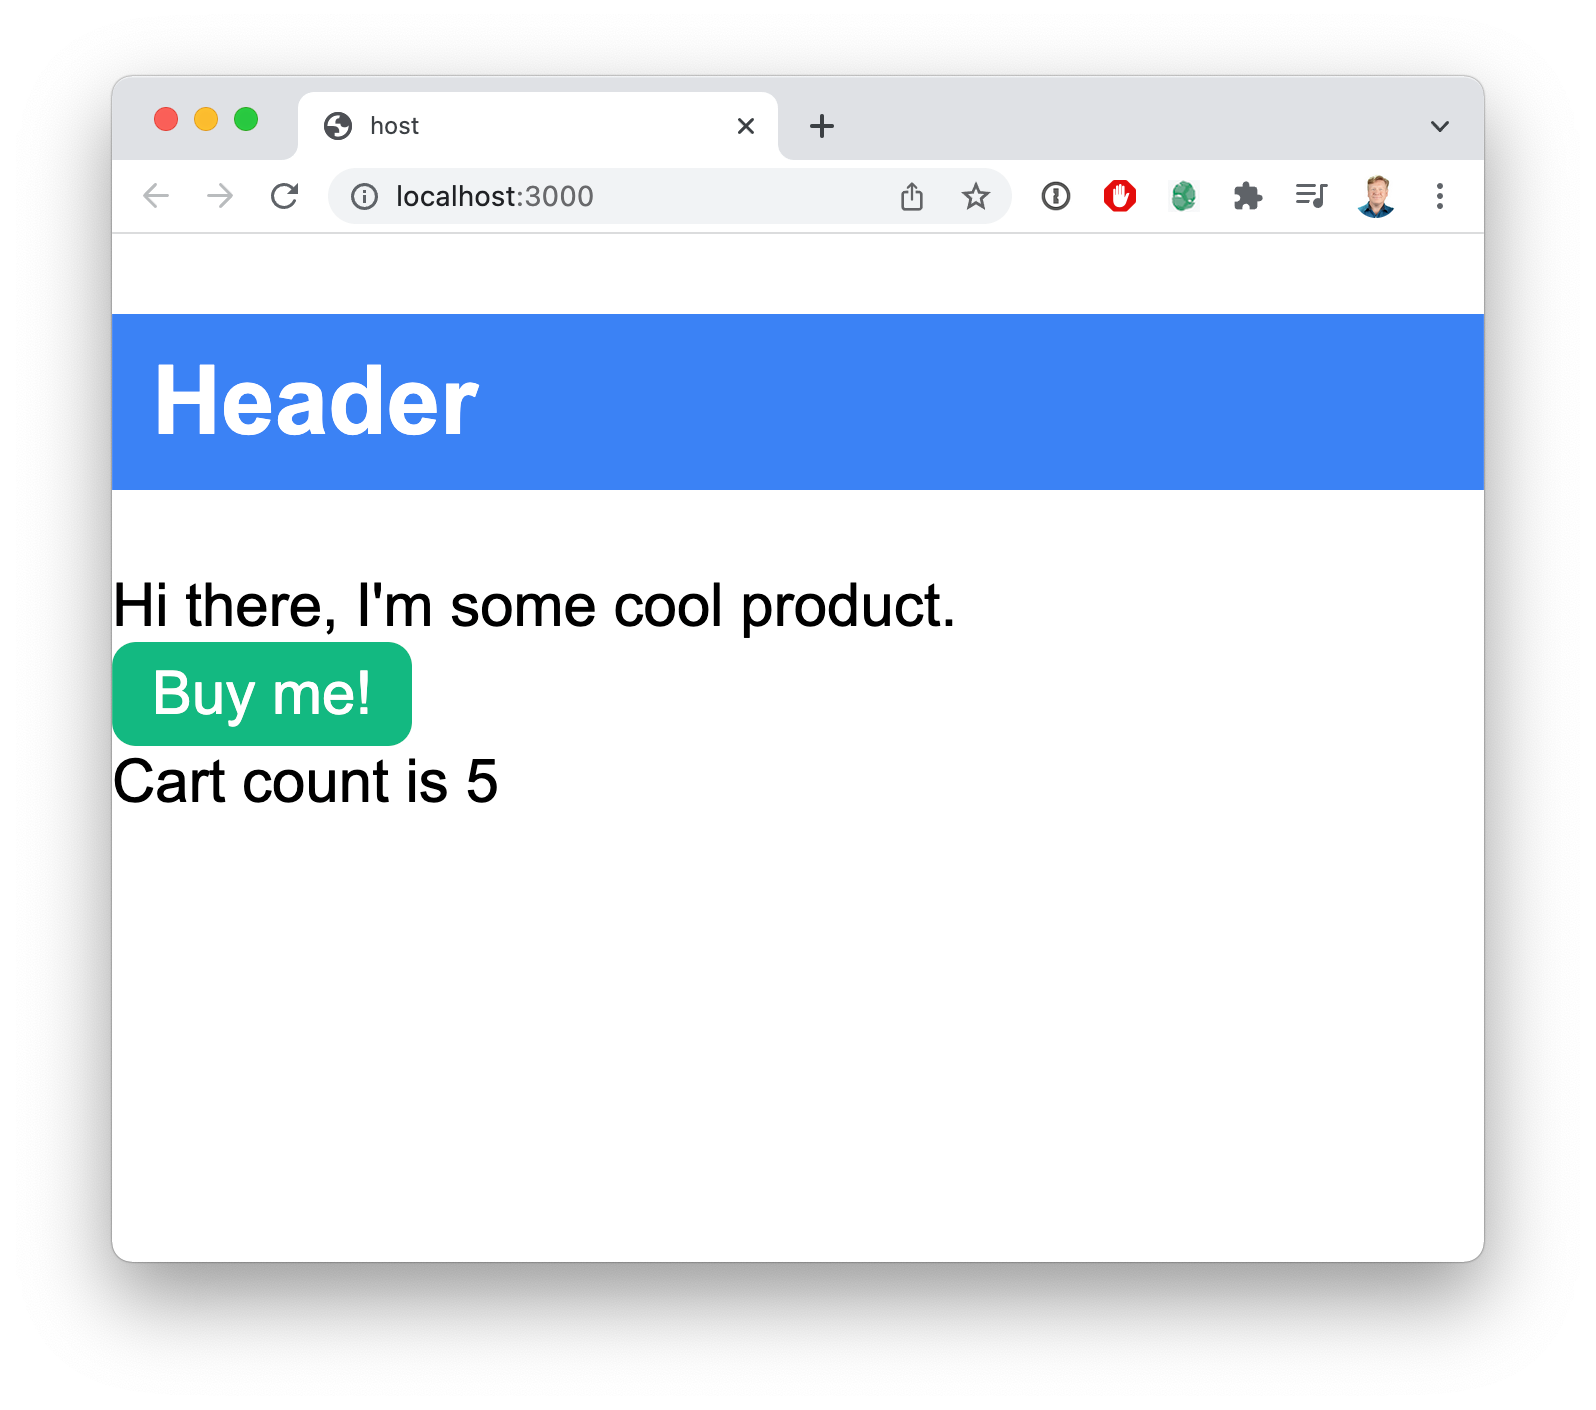 host
localhost:3000
Header
Hi there, I'm some cool product.
Buy me!
Cart count is 5